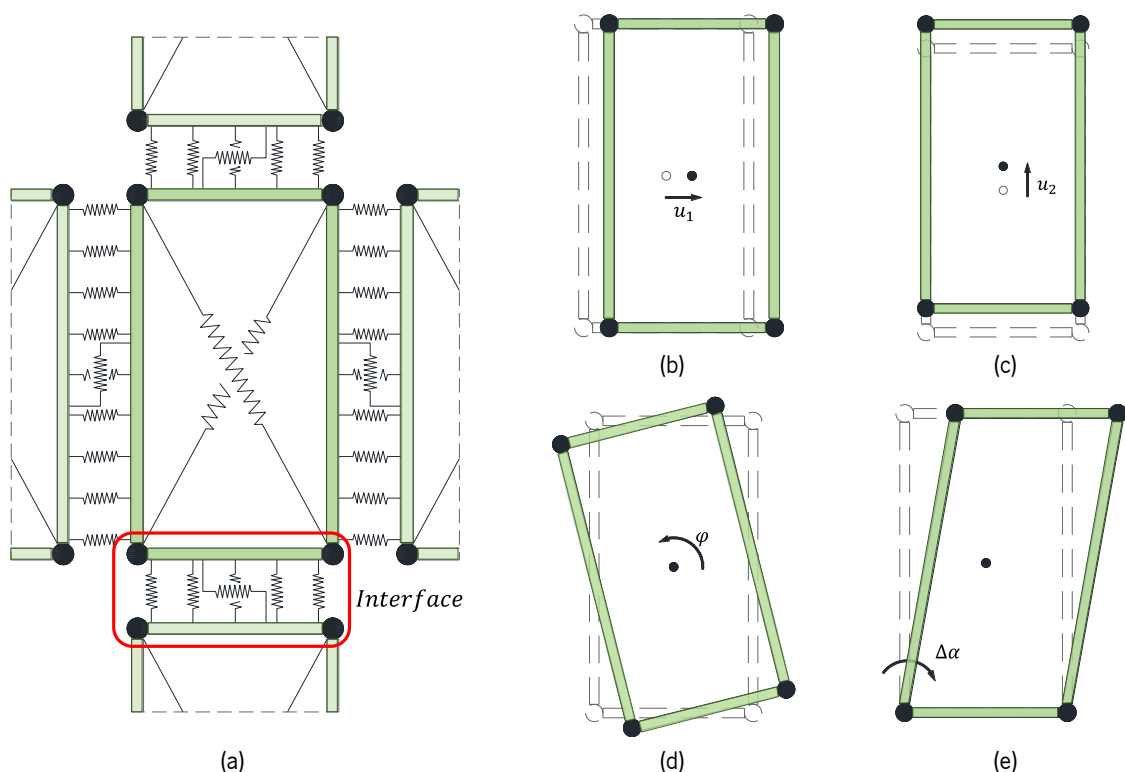 u₁
(b)
u₂
(c)
Interface
(a)
φ
(d)
Δα
(e)